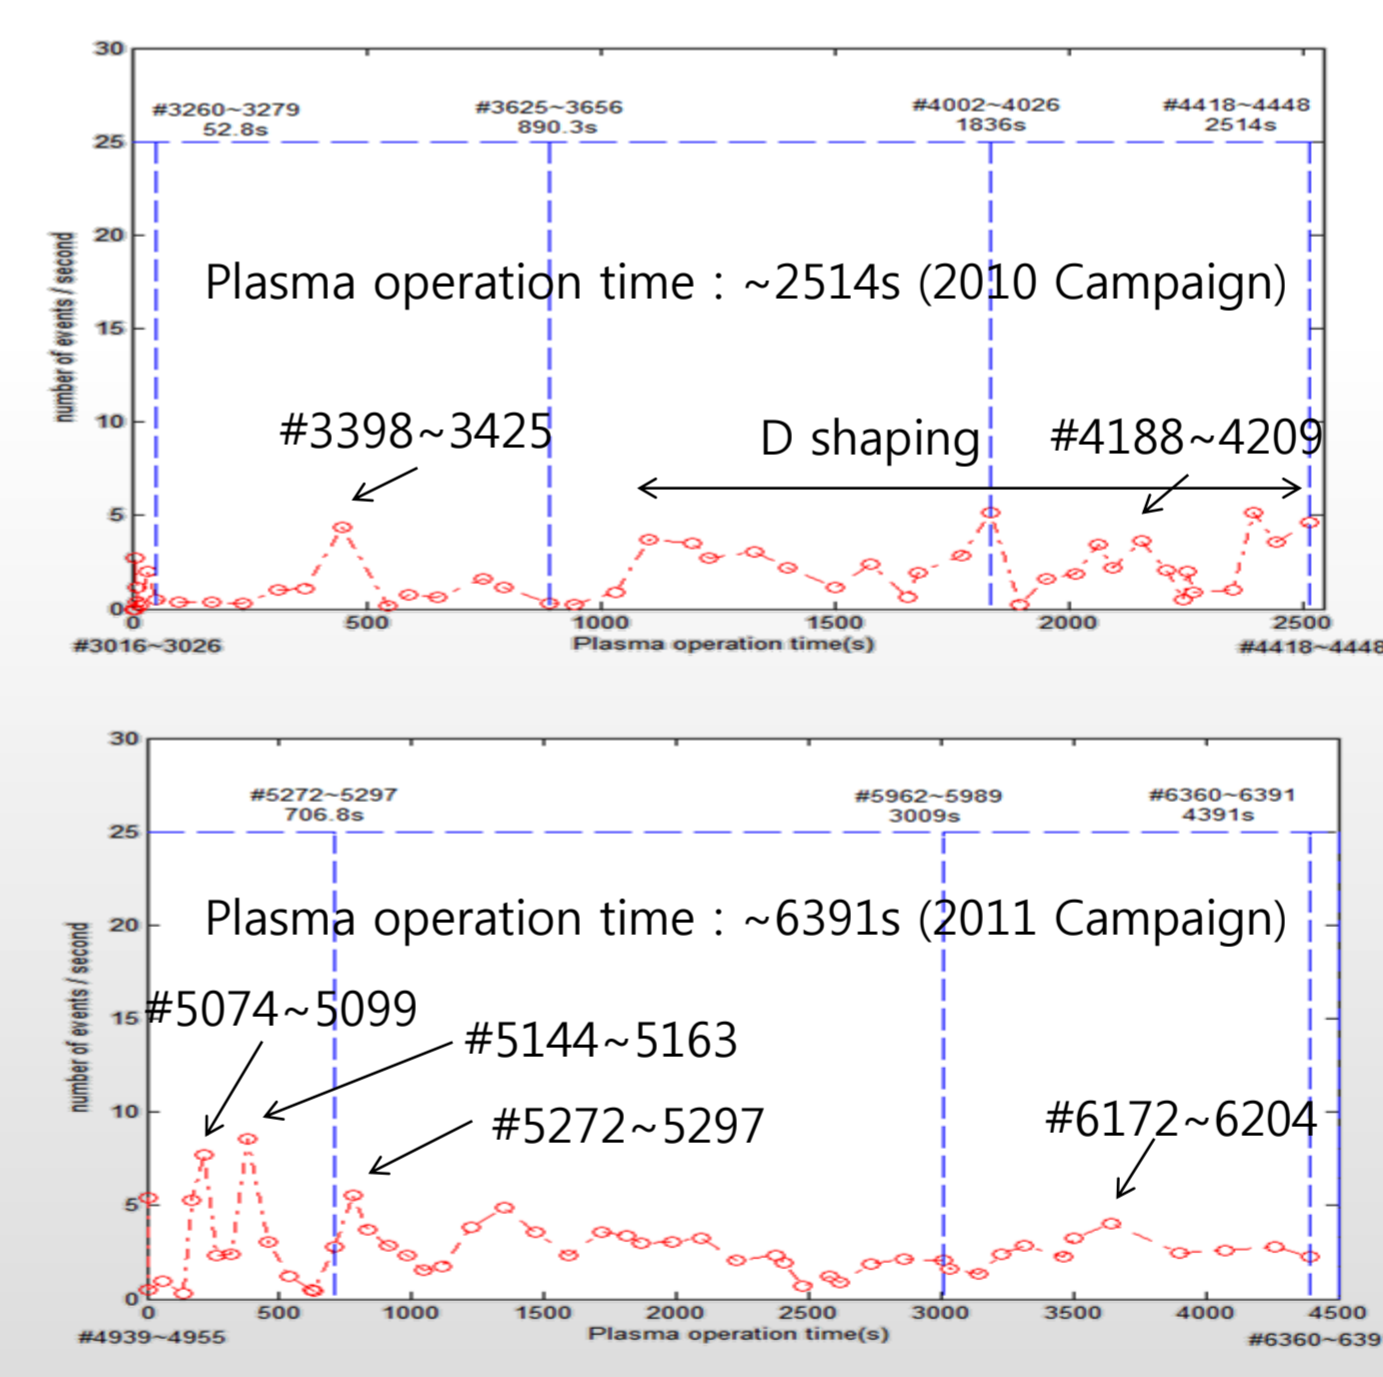 30
#3260~3279
52.8s
#3625~3656
890.3s
#4002~4026
1836s
#4418~4448
2514s
25
20
Plasma operation time : ~2514s (2010 Campaign)
15
number of events / second
10
#3398~3425
D shaping
#4188~4209
5
0
0 500 1000 1500 2000 2500
#3016~3026
Plasma operation time(s)
#4418~4448
30
#5272~5297
706.8s
#5962~5989
3009s
#6360~6391
4391s
25
20
Plasma operation time : ~6391s (2011 Campaign)
number of events / second
15
#5074~5099
#5144~5163
10
#5272~5297
#6172~6204
5
0
0 500 1000 1500 2000 2500 3000 3500 4000 4500
#4939~4955
Plasma operation time(s)
#6360~639